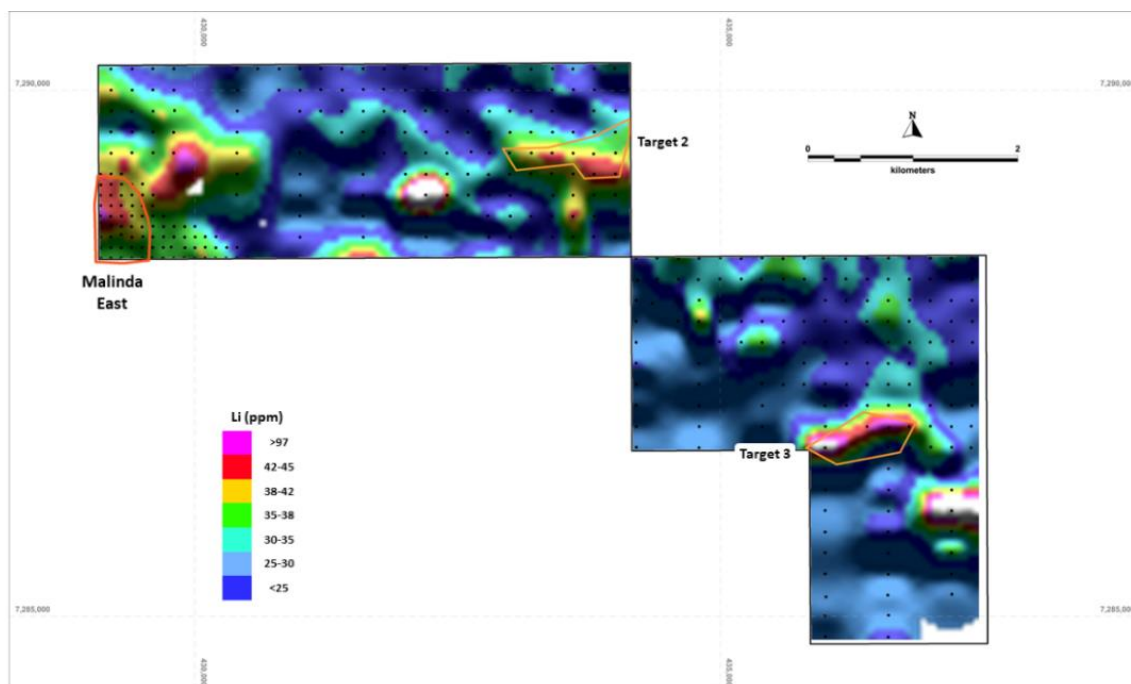 430,000
435,000
7,290,000
7,290,000
Target 2
N
0
2
kilometers
Malinda
East
Li (ppm)
>97
42-45
38-42
35-38
30-35
25-30
<25
Target 3
7,285,000
7,285,000
430,000
435,000